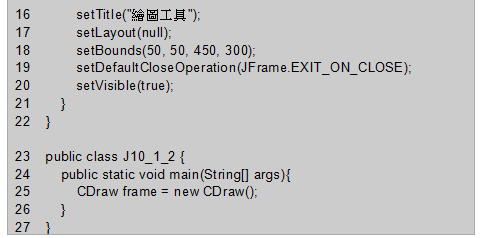 16 setTitle("繪圖工具");
17 setLayout(null);
18 setBounds(50, 50, 450, 300);
19 setDefaultCloseOperation(JFrame.EXIT_ON_CLOSE);
20 setVisible(true);
21 }
22 }
23 public class J10_1_2 {
24 public static void main(String[] args){
25 CDraw frame = new CDraw();
26 }
27 }